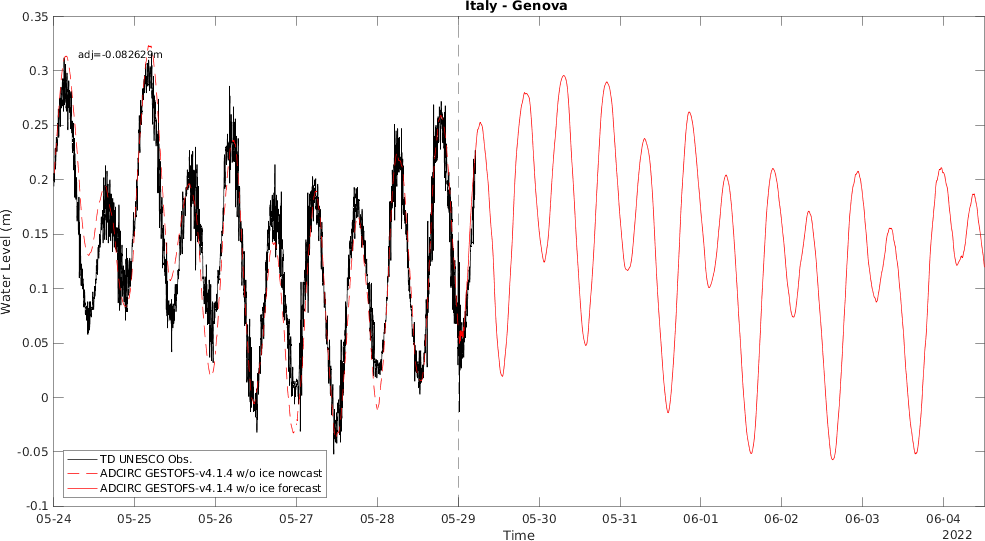 Italy - Genova
0.35
adj=-0.082629m
0.3
0.25
0.2
0.15
0.1
0.05
0
-0.05
-0.1
Water Level (m)
TD UNESCO Obs.
ADCIRC GESTOFS-v4.1.4 w/o ice nowcast
ADCIRC GESTOFS-v4.1.4 w/o ice forecast
05-24 05-25 05-26 05-27 05-28 05-29 05-30 05-31 06-01 06-02 06-03 06-04
Time
2022